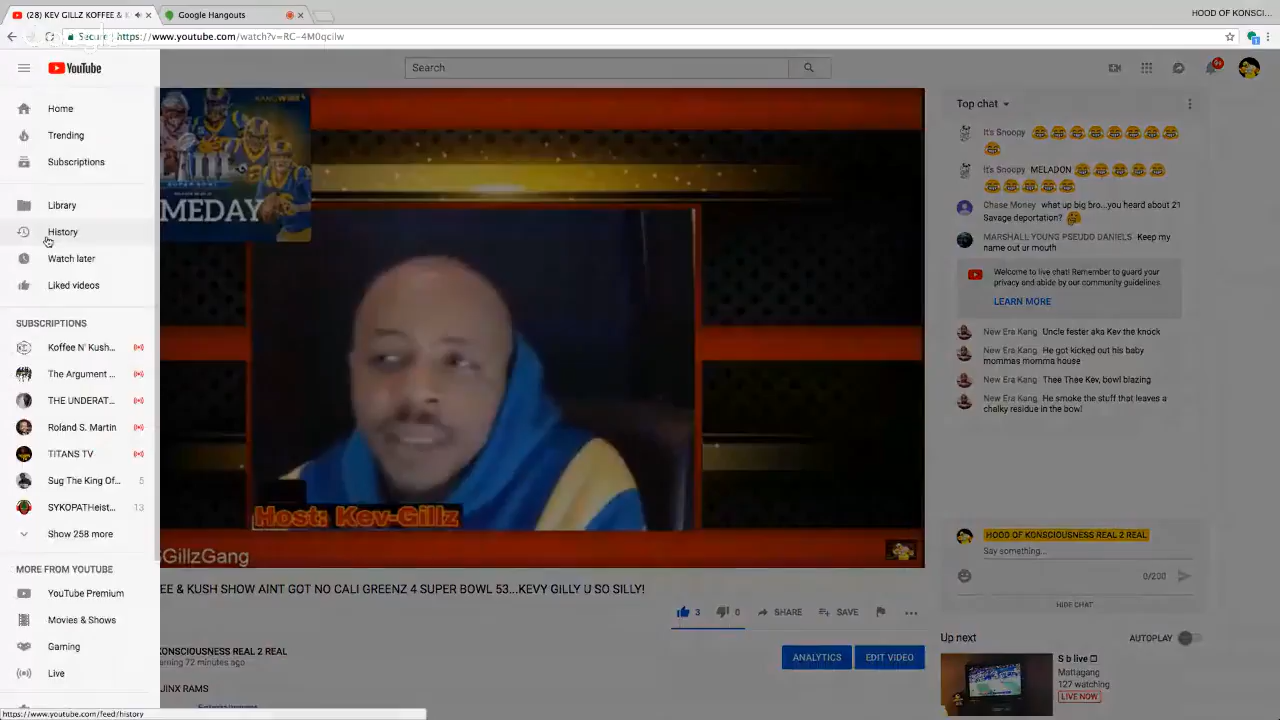 (28) KEV GILLZ KOFFEE &
Google Hangouts
HOOD OF KONSCI...
Secure
https://www.youtube.com/watch?v=RC-4M0qcilw
YouTube
Search
9+
Home
Trending
Subscriptions
Library
History
Watch later
Liked videos
SUBSCRIPTIONS
Koffee N' Kush...
The Argument ...
THE UNDERAT...
Roland S. Martin
TiTANS TV
Sug The King Of... 5
SYKOPATHeist... 13
Show 258 more
MORE FROM YOUTUBE
YouTube Premium
Movies & Shows
Gaming
Live
https://www.youtube.com/feed/history
LIII
SUPER BOWL
MEDAY
Host: Kev-Gillz
GillzGang
EE & KUSH SHOW AINT GOT NO CALI GREENZ 4 SUPER BOWL 53...KEVY GILLY U SO SILLY!
3
0
SHARE
SAVE
KONSCIOUSNESS REAL 2 REAL
ANALYTICS
EDIT VIDEO
72 minutes ago
JINX RAMS
Top chat
It's Snoopy 😂😂😂😂😂😂😂😂
😂
It's Snoopy MELADON 😂😂😂😂😂
😂😂😂😂😂
Chase Money what up big bro...you heard about 21
Savage deportation? 🤔
MARSHALL YOUNG PSEUDO DANIELS Keep my
name out ur mouth
Welcome to live chat! Remember to guard your
privacy and abide by our community guidelines.
LEARN MORE
New Era Kang Uncle fester aka Kev the knock
New Era Kang He got kicked out his baby
mommas momma house
New Era Kang Thee Thee Kev, bowl blazing
New Era Kang He smoke the stuff that leaves a
chalky residue in the bowl
HOOD OF KONSCIOUSNESS REAL 2 REAL
Say something...
0/200
HIDE CHAT
Up next
AUTOPLAY
S b live
Mattagang
127 watching
LIVE NOW